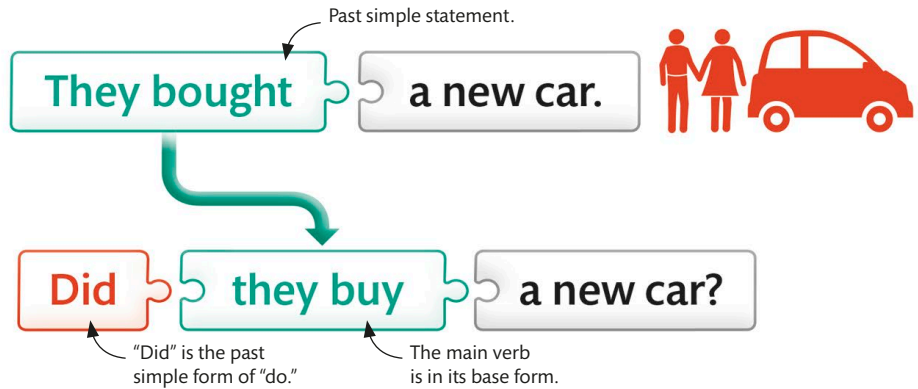 Past simple statement.
They bought a new car.
Did they buy a new car?
"Did" is the past
simple form of "do."
The main verb
is in its base form.